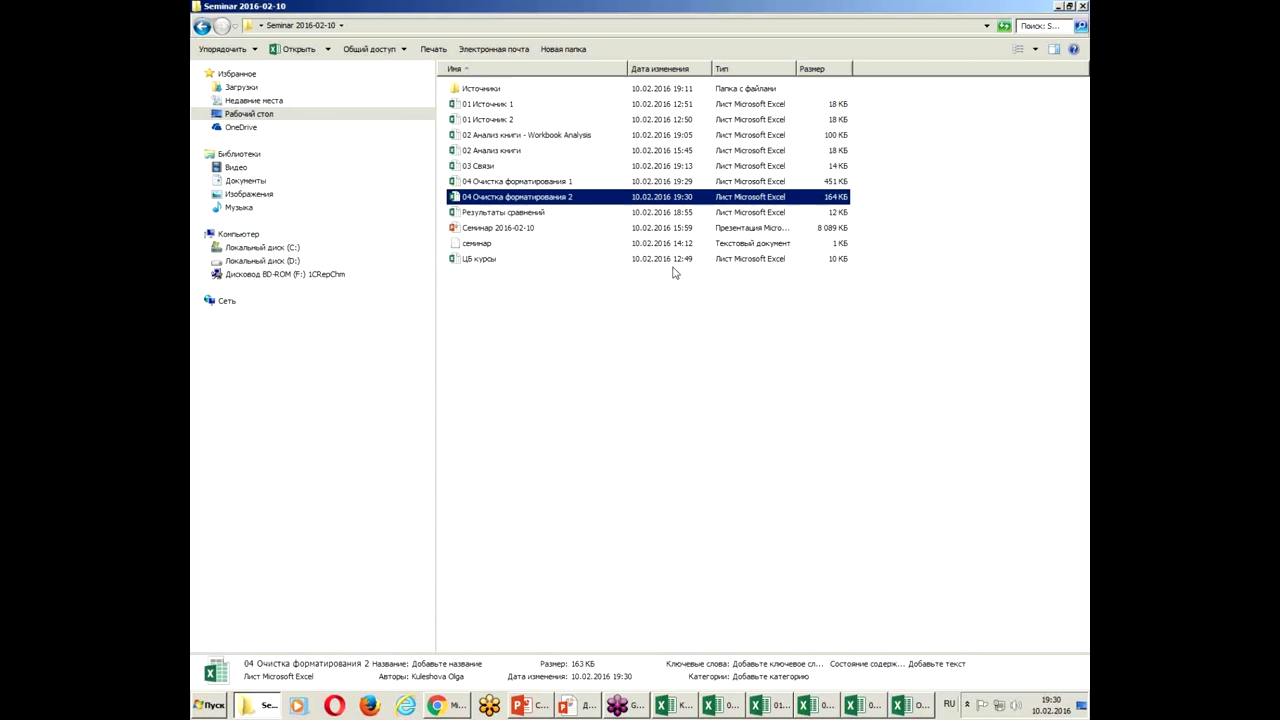 Seminar 2016-02-10
Seminar 2016-02-10
Поиск: S...
Упорядочить Открыть Общий доступ Печать Электронная почта Новая папка
Избранное
Загрузки
Недавние места
Рабочий стол
OneDrive
Библиотеки
Видео
Документы
Изображения
Музыка
Компьютер
Локальный диск (C:)
Локальный диск (D:)
Дисковод BD-ROM (F:) 1CRepChm
Сеть
Имя Дата изменения Тип Размер
Источники 10.02.2016 19:11 Папка с файлами
01 Источник 1 10.02.2016 12:51 Лист Microsoft Excel 18 КБ
01 Источник 2 10.02.2016 12:50 Лист Microsoft Excel 18 КБ
02 Анализ книги - Workbook Analysis 10.02.2016 19:05 Лист Microsoft Excel 100 КБ
02 Анализ книги 10.02.2016 15:45 Лист Microsoft Excel 18 КБ
03 Связи 10.02.2016 19:13 Лист Microsoft Excel 14 КБ
04 Очистка форматирования 1 10.02.2016 19:29 Лист Microsoft Excel 451 КБ
04 Очистка форматирования 2 10.02.2016 19:30 Лист Microsoft Excel 164 КБ
Результаты сравнений 10.02.2016 18:55 Лист Microsoft Excel 12 КБ
Семинар 2016-02-10 10.02.2016 15:59 Презентация Micro... 8 089 КБ
семинар 10.02.2016 14:12 Текстовый документ 1 КБ
ЦБ курсы 10.02.2016 12:49 Лист Microsoft Excel 10 КБ
04 Очистка форматирования 2 Название: Добавьте название Размер: 163 КБ Ключевые слова: Добавьте ключевое сл... Состояние содерж... Добавьте текст
Лист Microsoft Excel Авторы: Kuleshova Olga Дата изменения: 10.02.2016 19:30 Категории: Добавьте категорию
Пуск Se... Mi... С... Д... G... К... 0... 01... 0... 0... О... RU 19:30
10.02.2016